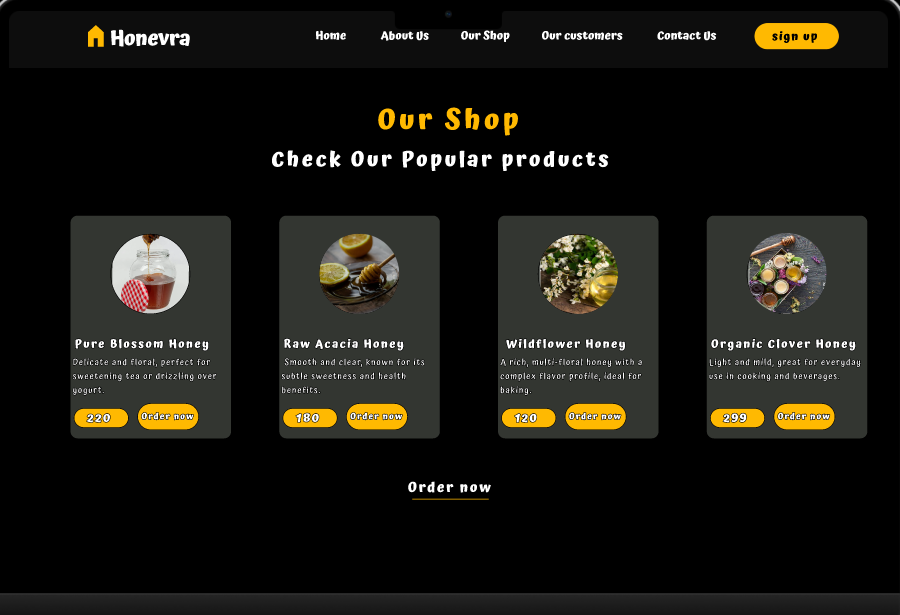 Honevra
Home
About Us
Our Shop
Our customers
Contact Us
sign up
Our Shop
Check Our Popular products
Pure Blossom Honey
Delicate and floral, perfect for
sweetening tea or drizzling over
yogurt.
220
Order now
Raw Acacia Honey
Smooth and clear, known for its
subtle sweetness and health
benefits.
180
Order now
Wildflower Honey
A rich, multi-floral honey with a
complex flavor profile, ideal for
baking.
120
Order now
Organic Clover Honey
Light and mild, great for everyday
use in cooking and beverages.
299
Order now
Order now